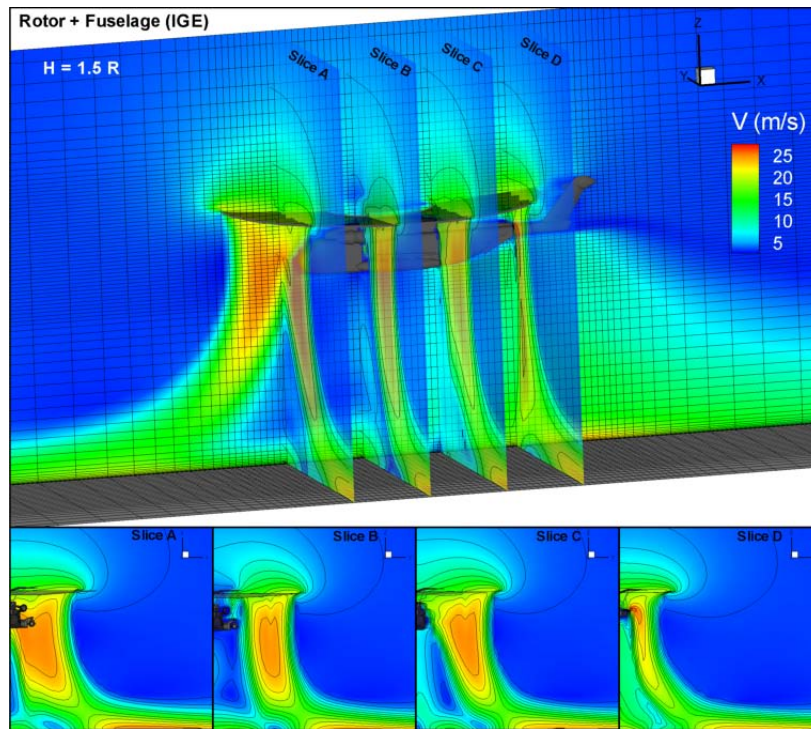 Rotor + Fuselage (IGE)
H = 1.5 R
Slice A
Slice B
Slice C
Slice D
Z
Y
X
V (m/s)
25
20
15
10
5
Slice A
Slice B
Slice C
Slice D